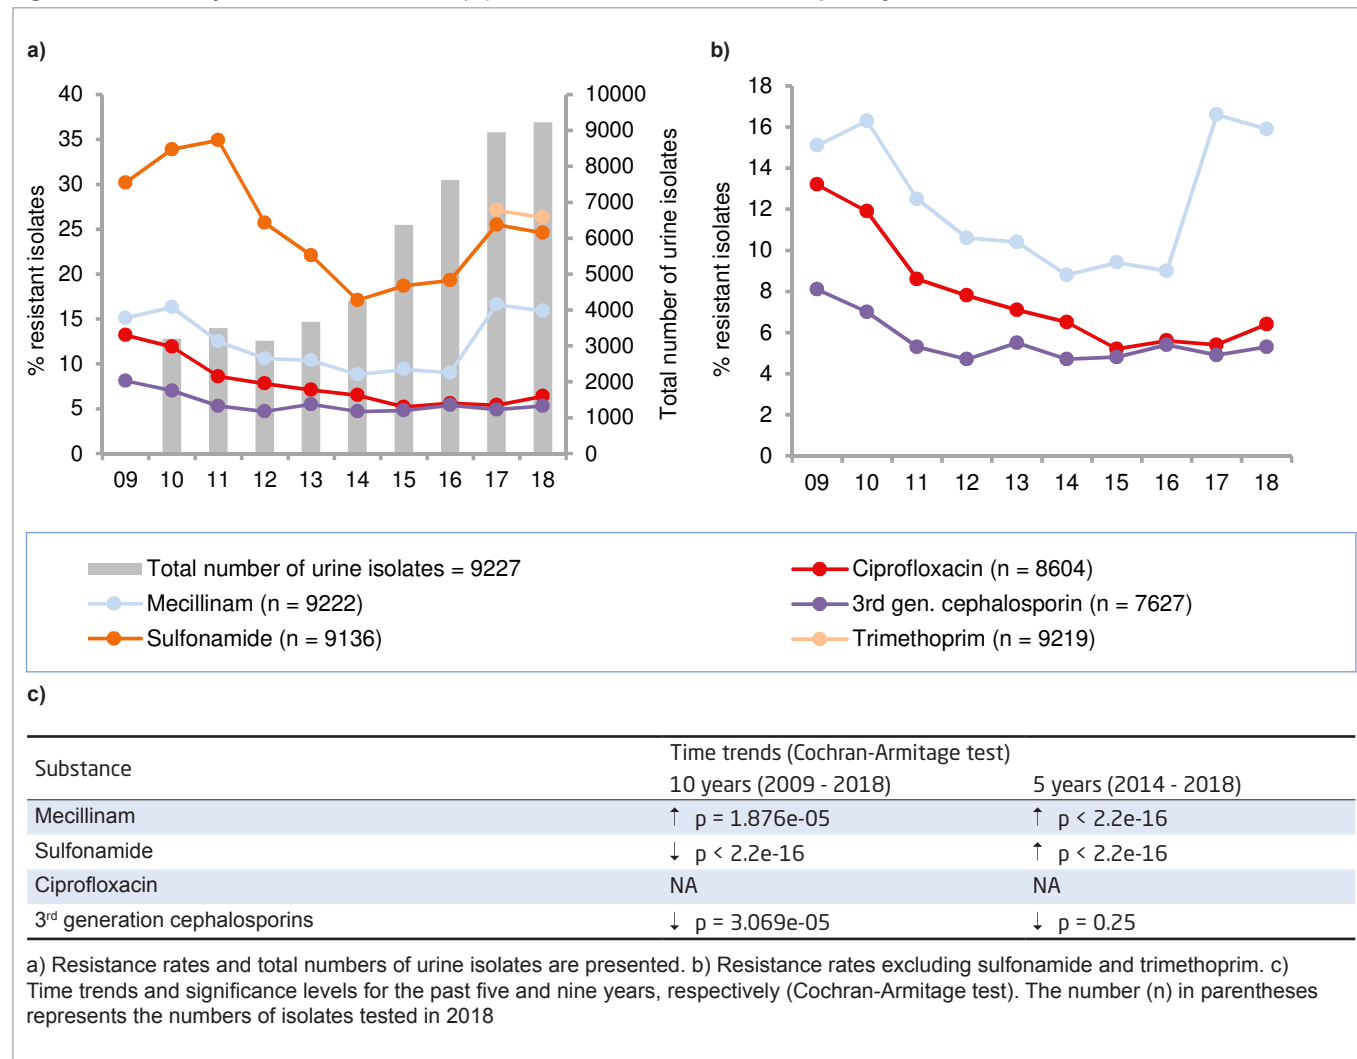 a)
b)
40
35
30
25
20
15
10
5
0
% resistant isolates
10000
9000
8000
7000
6000
5000
4000
3000
2000
1000
0
Total number of urine isolates
09 10 11 12 13 14 15 16 17 18
18
16
14
12
10
8
6
4
2
0
% resistant isolates
09 10 11 12 13 14 15 16 17 18
Total number of urine isolates = 9227
Mecillinam (n = 9222)
Sulfonamide (n = 9136)
Ciprofloxacin (n = 8604)
3rd gen. cephalosporin (n = 7627)
Trimethoprim (n = 9219)
c)
Substance
Time trends (Cochran-Armitage test)
10 years (2009 - 2018) 5 years (2014 - 2018)
Mecillinam ↑ p = 1.876e-05 ↑ p < 2.2e-16
Sulfonamide ↓ p < 2.2e-16 ↑ p < 2.2e-16
Ciprofloxacin NA NA
3rd generation cephalosporins ↓ p = 3.069e-05 ↓ p = 0.25
a) Resistance rates and total numbers of urine isolates are presented. b) Resistance rates excluding sulfonamide and trimethoprim. c)
Time trends and significance levels for the past five and nine years, respectively (Cochran-Armitage test). The number (n) in parentheses
represents the numbers of isolates tested in 2018